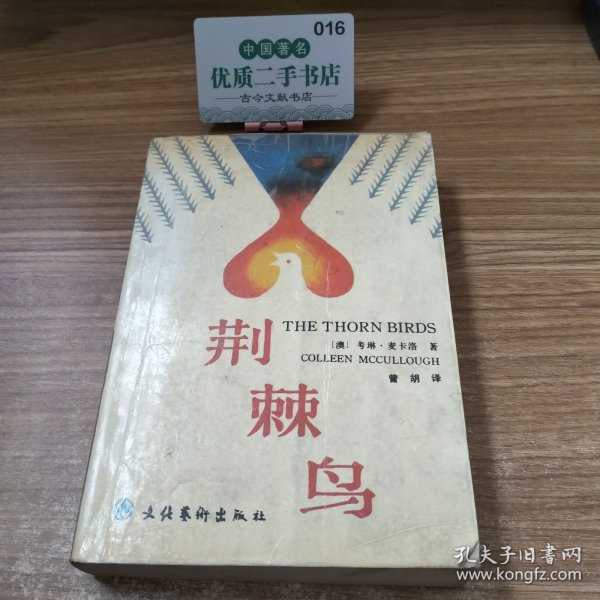 016
中国著名
优质二手书店
古今文献书店
THE THORN BIRDS
〔澳〕考琳·麦卡洛 著
COLLEEN MCCULLOUGH
曾胡 译
荆
棘
鸟
文化艺术出版社
孔夫子旧书网
www.kongfz.com